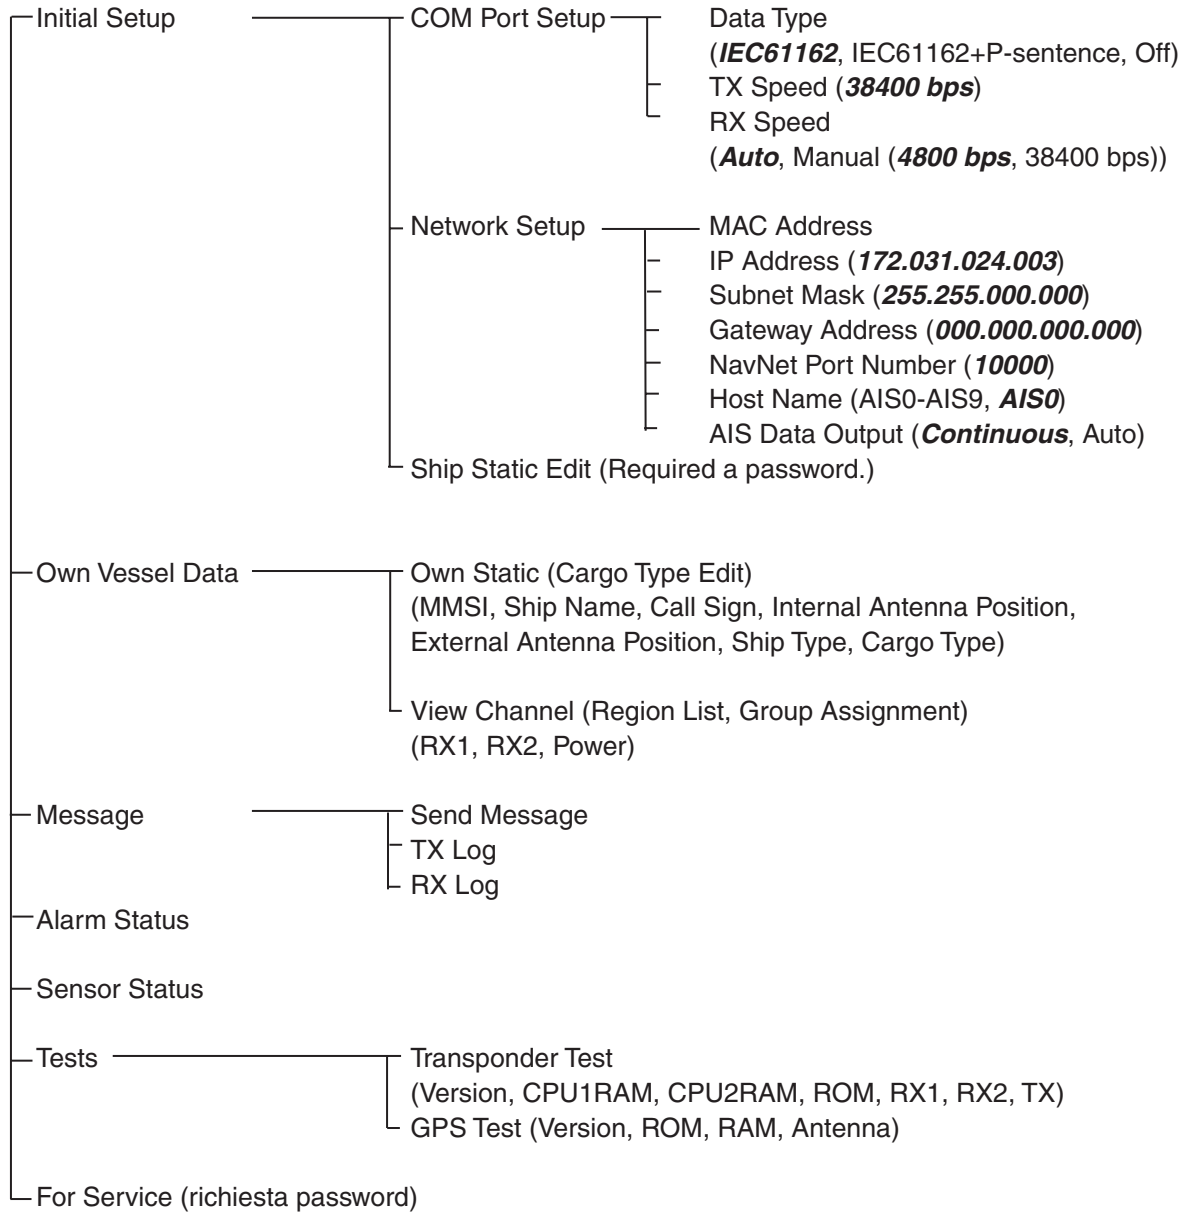 Initial Setup
COM Port Setup
Data Type
(IEC61162, IEC61162+P-sentence, Off)
TX Speed (38400 bps)
RX Speed
(Auto, Manual (4800 bps, 38400 bps))
Network Setup
MAC Address
IP Address (172.031.024.003)
Subnet Mask (255.255.000.000)
Gateway Address (000.000.000.000)
NavNet Port Number (10000)
Host Name (AIS0-AIS9, AIS0)
AIS Data Output (Continuous, Auto)
Ship Static Edit (Required a password.)
Own Vessel Data
Own Static (Cargo Type Edit)
(MMSI, Ship Name, Call Sign, Internal Antenna Position,
External Antenna Position, Ship Type, Cargo Type)
View Channel (Region List, Group Assignment)
(RX1, RX2, Power)
Message
Send Message
TX Log
RX Log
Alarm Status
Sensor Status
Tests
Transponder Test
(Version, CPU1RAM, CPU2RAM, ROM, RX1, RX2, TX)
GPS Test (Version, ROM, RAM, Antenna)
For Service (richiesta password)